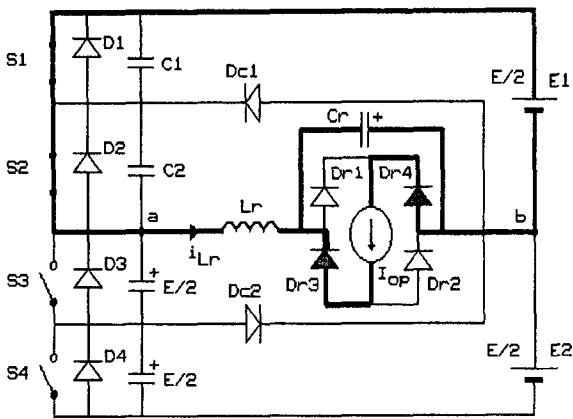 S1
D1
C1
Dc1
E/2
E1
S2
D2
C2
Cr
+
Dr1
Dr4
a
Lr
b
iLr
S3
D3
+
E/2
Dr3
Iop
Dr2
Dc2
S4
D4
+
E/2
E/2
E2